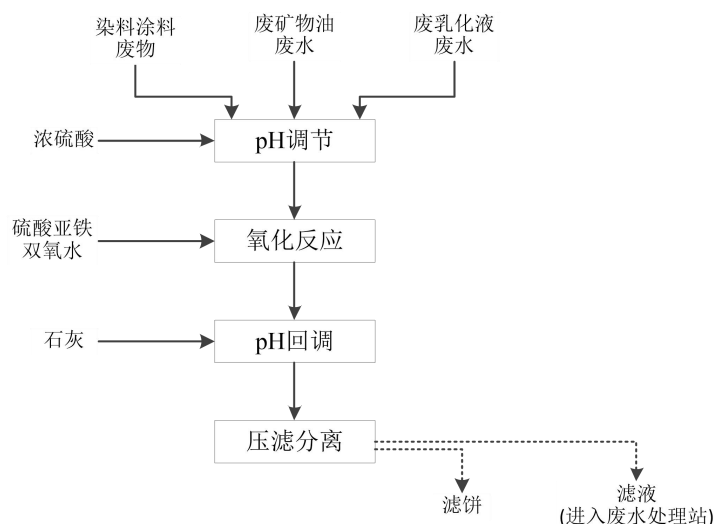 染料涂料
废物
废矿物油
废水
废乳化液
废水
浓硫酸
pH调节
硫酸亚铁
双氧水
氧化反应
石灰
pH回调
压滤分离
滤饼
滤液
(进入废水处理站)